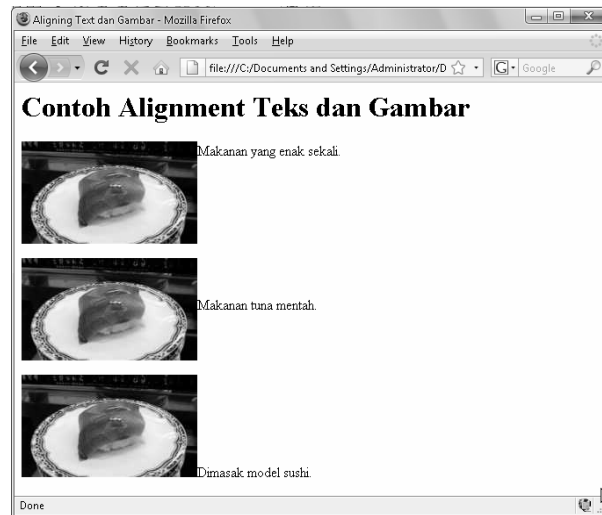 Aligning Text dan Gambar - Mozilla Firefox
File Edit View History Bookmarks Tools Help
file:///C:/Documents and Settings/Administrator/D
G Google
Contoh Alignment Teks dan Gambar
Makanan yang enak sekali.
Makanan tuna mentah.
Dimasak model sushi.
Done